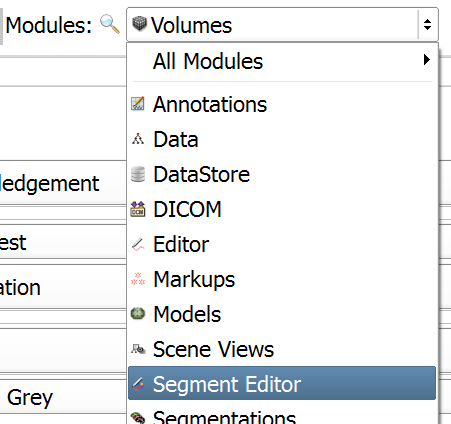 Modules: Volumes
All Modules
Annotations
Data
DataStore
DICOM
ledgement
Editor
est
Markups
ation
Models
Scene Views
Segment Editor
Grey
Segmentations